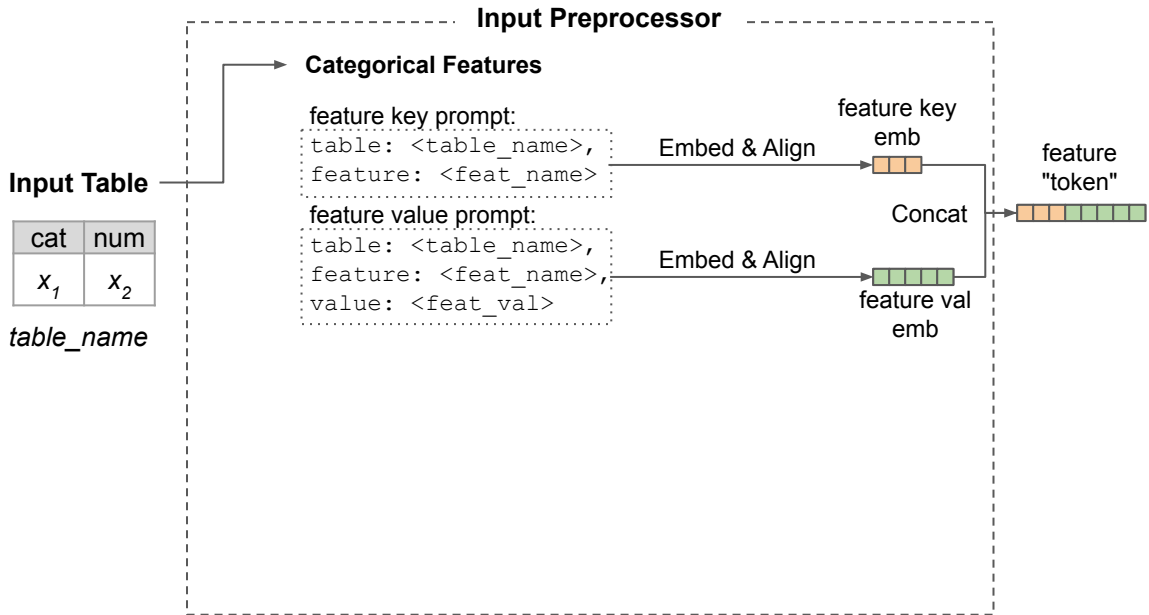 Input Preprocessor
Categorical Features
feature key prompt:
table: <table_name>,
feature: <feat_name>
Embed & Align
feature key
emb
feature
"token"
Input Table
cat num
x1 x2
table_name
feature value prompt:
table: <table_name>,
feature: <feat_name>,
value: <feat_val>
Embed & Align
Concat
feature val
emb